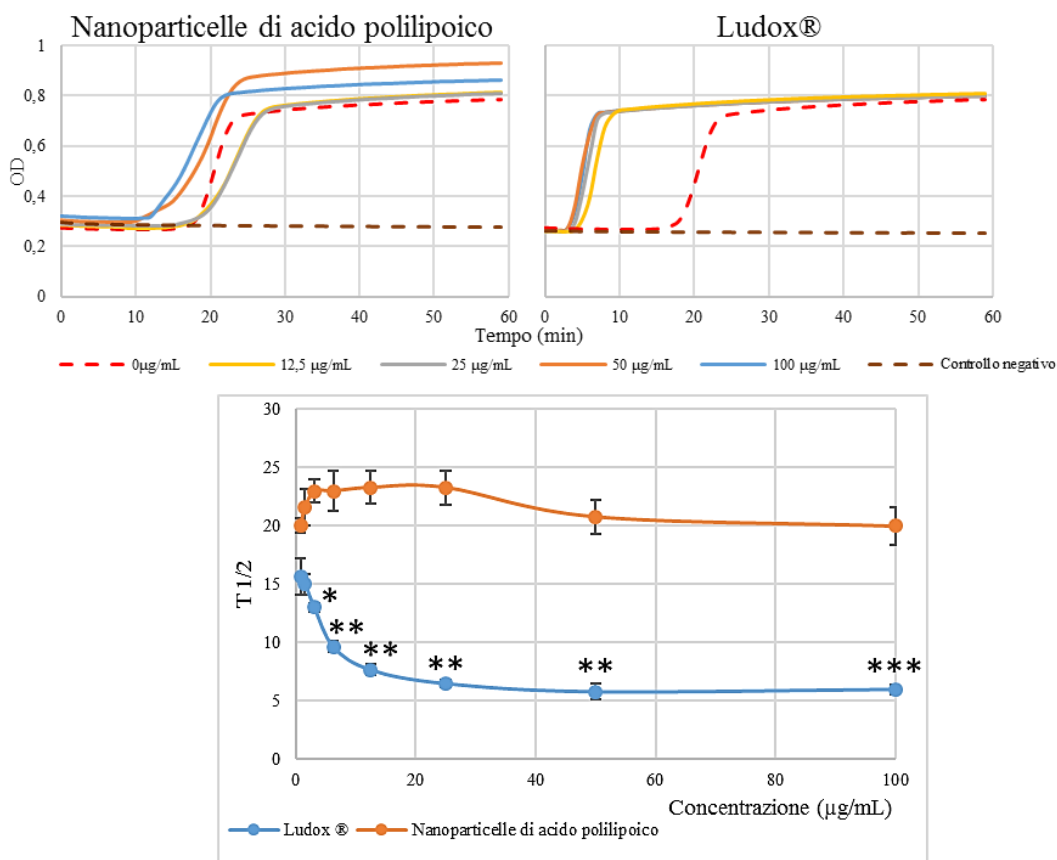 Nanoparticelle di acido polilipoico
Ludox®
1
0,8
0,6
0,4
0,2
0
OD
0 10 20 30 40 50 60
0 10 20 30 40 50 60
Tempo (min)
0µg/mL 12,5 µg/mL 25 µg/mL 50 µg/mL 100 µg/mL Controllo negativo
30
25
20
15
10
5
0
T 1/2
*
**
**
**
**
***
0 20 40 60 80 100
Concentrazione (µg/mL)
Ludox ® Nanoparticelle di acido polilipoico